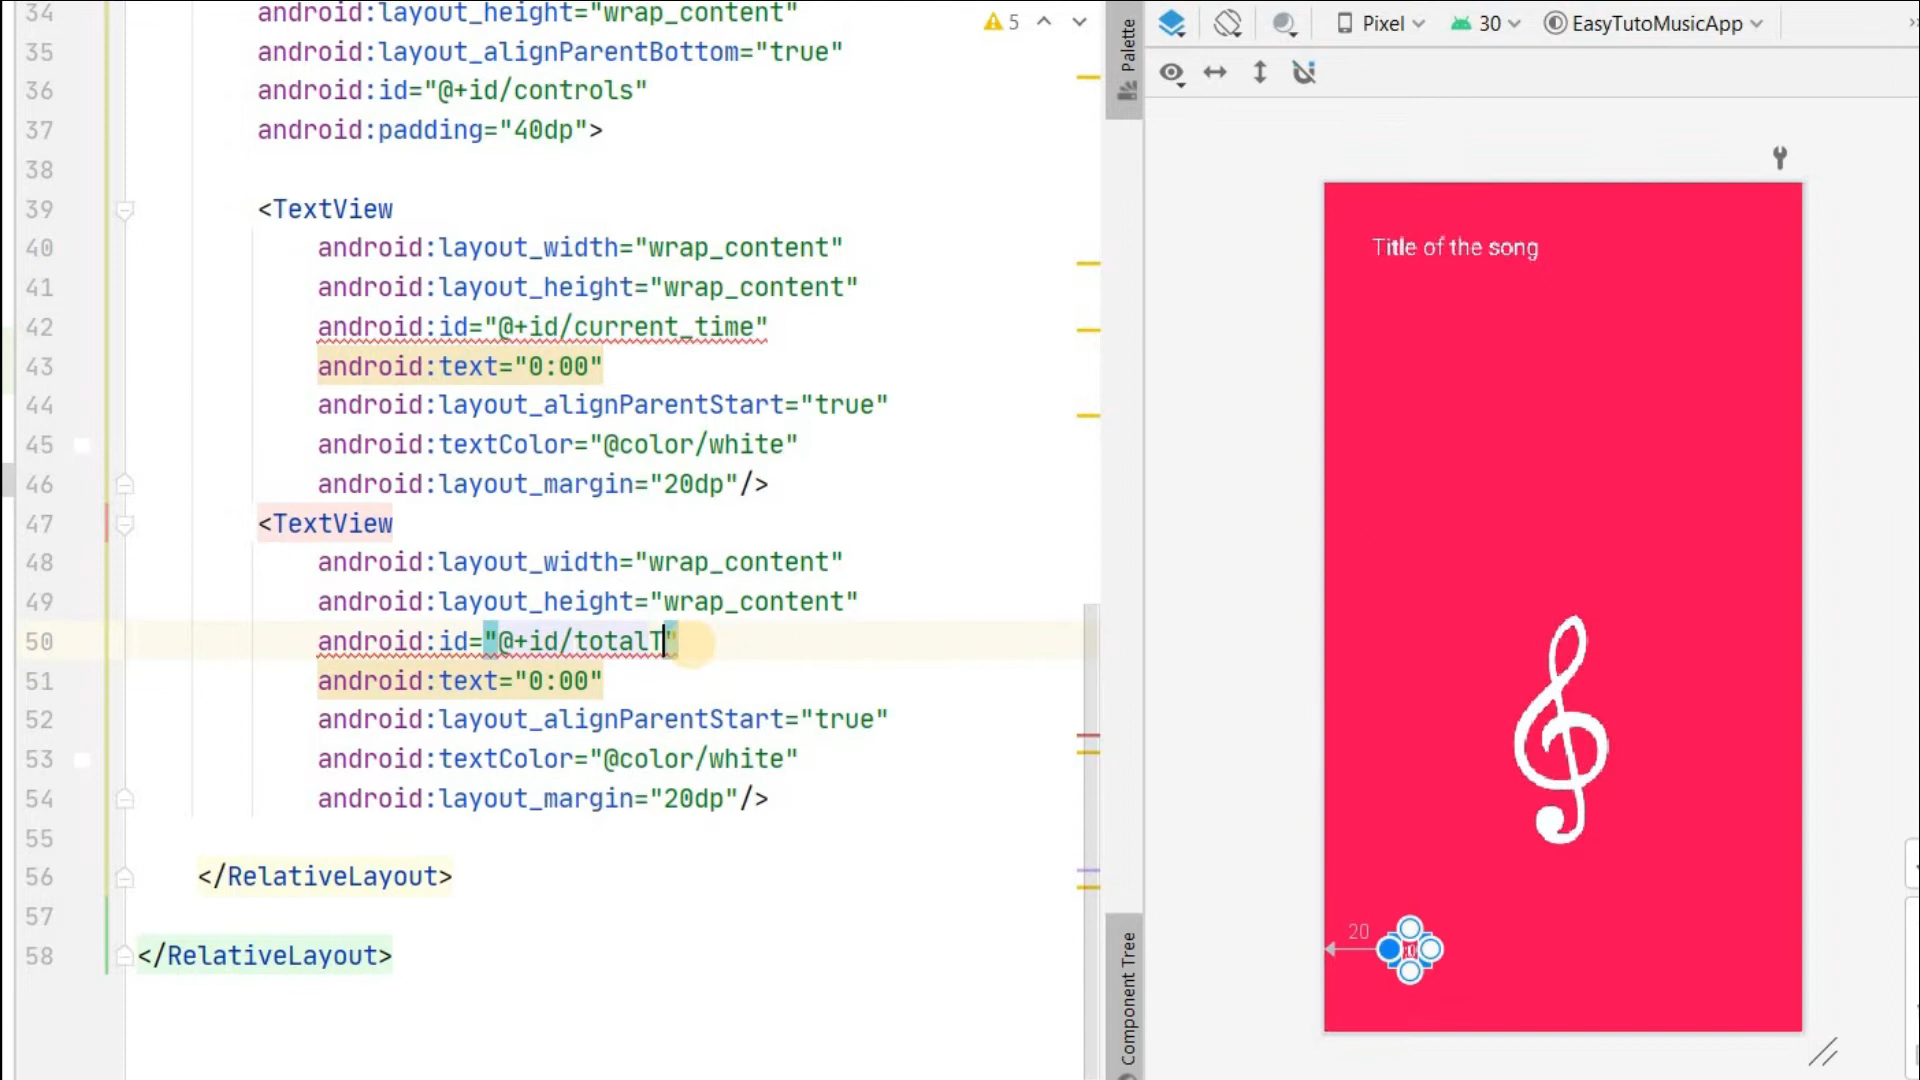 34 android:layout_height="wrap_content"
35 android:layout_alignParentBottom="true"
36 android:id="@+id/controls"
37 android:padding="40dp">
38
39 <TextView
40 android:layout_width="wrap_content"
41 android:layout_height="wrap_content"
42 android:id="@+id/current_time"
43 android:text="0:00"
44 android:layout_alignParentStart="true"
45 android:textColor="@color/white"
46 android:layout_margin="20dp"/>
47 <TextView
48 android:layout_width="wrap_content"
49 android:layout_height="wrap_content"
50 android:id="@+id/totalT"
51 android:text="0:00"
52 android:layout_alignParentStart="true"
53 android:textColor="@color/white"
54 android:layout_margin="20dp"/>
55
56 </RelativeLayout>
57
58 </RelativeLayout>
5
Palette
Component Tree
Pixel 30 EasyTutoMusicApp
Title of the song
20